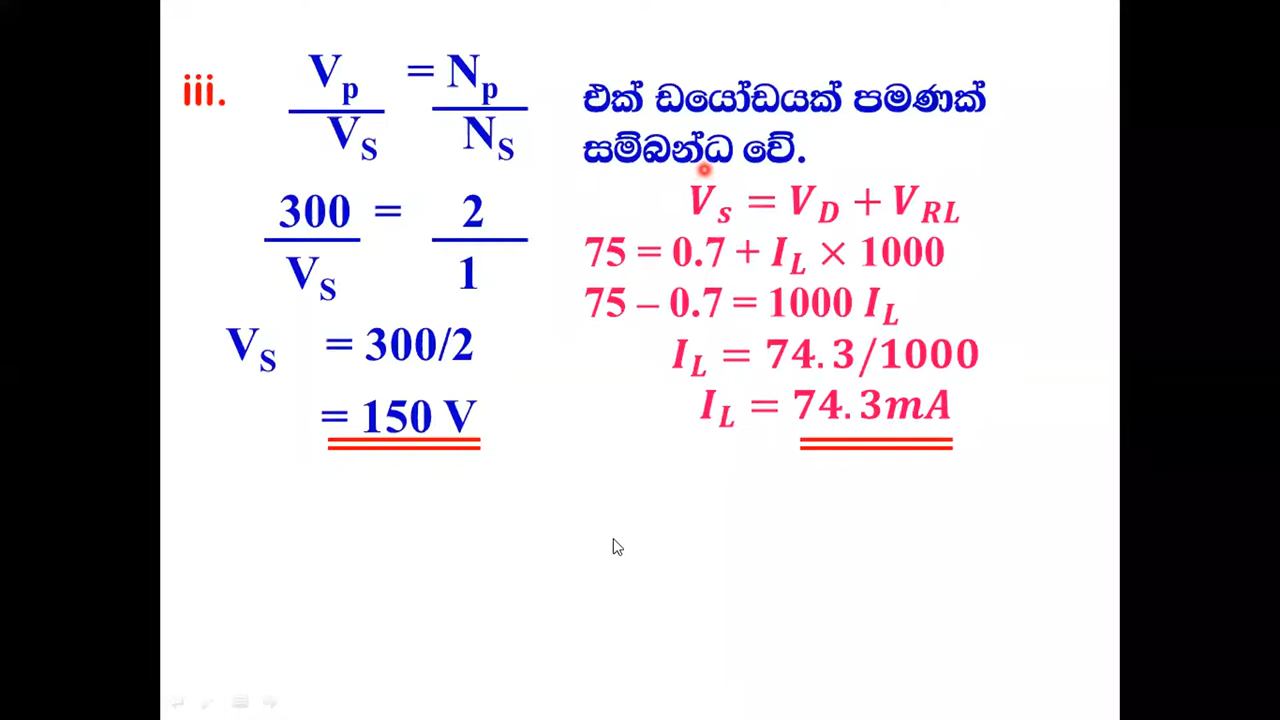 iii.
Vp = Np
VS NS
300 = 2
VS 1
VS = 300/2
= 150 V
එක් ඩයෝඩයක් පමණක්
සම්බන්ධ වේ.
Vs = VD + VRL
75 = 0.7 + IL × 1000
75 – 0.7 = 1000 IL
IL = 74.3/1000
IL = 74.3mA